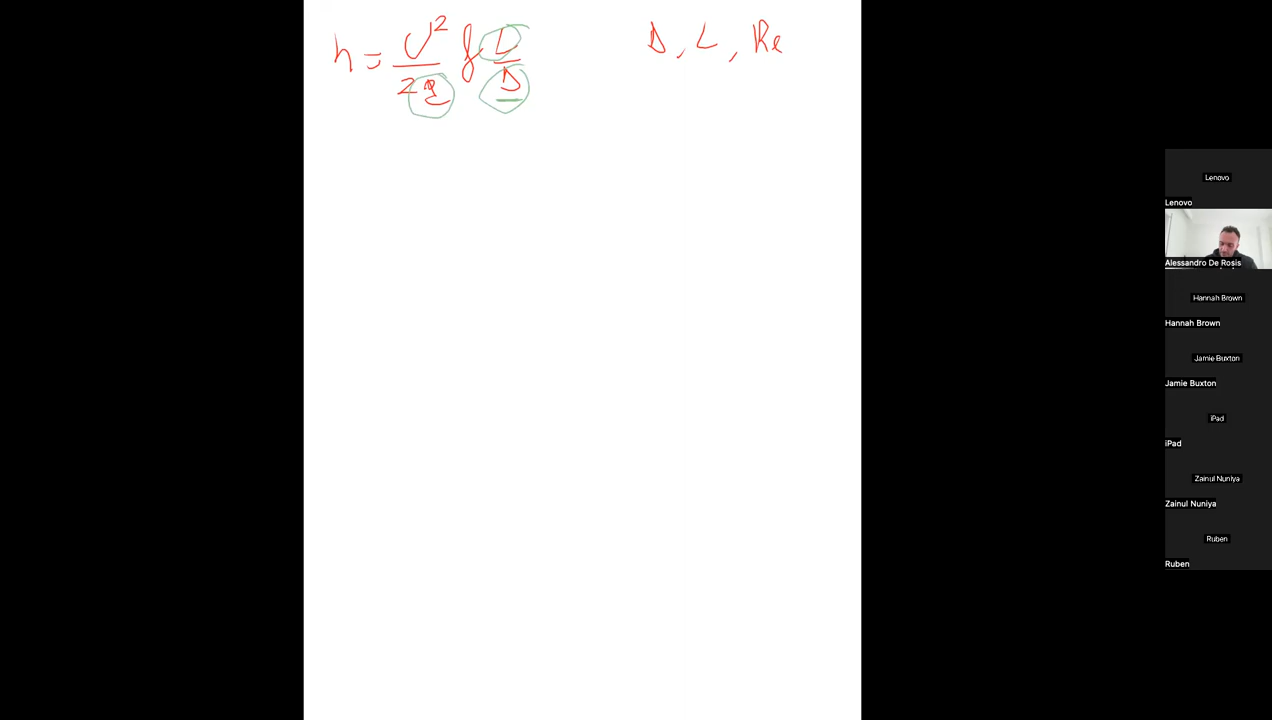 h = U² / 2g f L / D
D, L, Re
Lenovo
Lenovo
Alessandro De Rosis
Hannah Brown
Hannah Brown
Jamie Buxton
Jamie Buxton
iPad
iPad
Zainul Nuniya
Zainul Nuniya
Ruben
Ruben